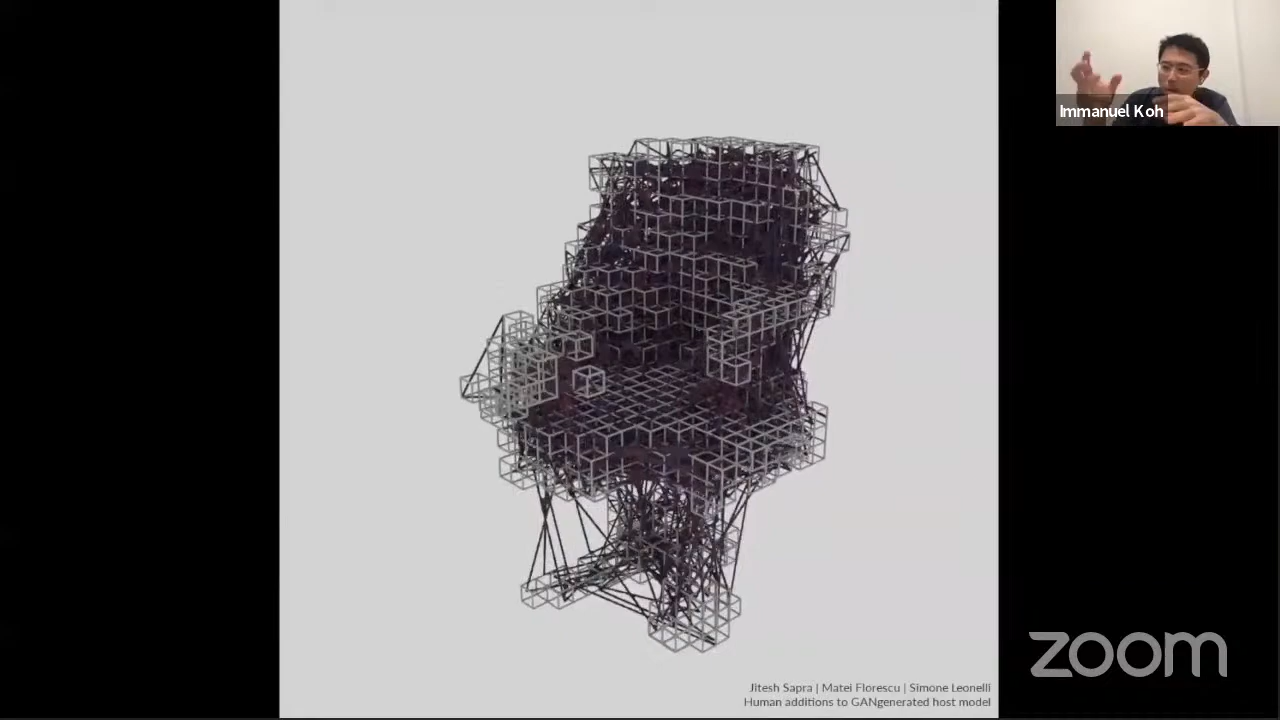 Immanuel Koh
zoom
Jitesh Sapra | Matei Florescu | Simone Leonelli
Human additions to GANgenerated host model